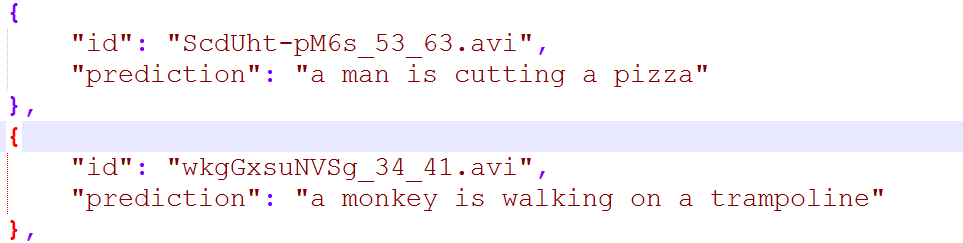 {
"id": "ScdUht-pM6s_53_63.avi",
"prediction": "a man is cutting a pizza"
},
{
"id": "wkgGxsuNVSg_34_41.avi",
"prediction": "a monkey is walking on a trampoline"
},